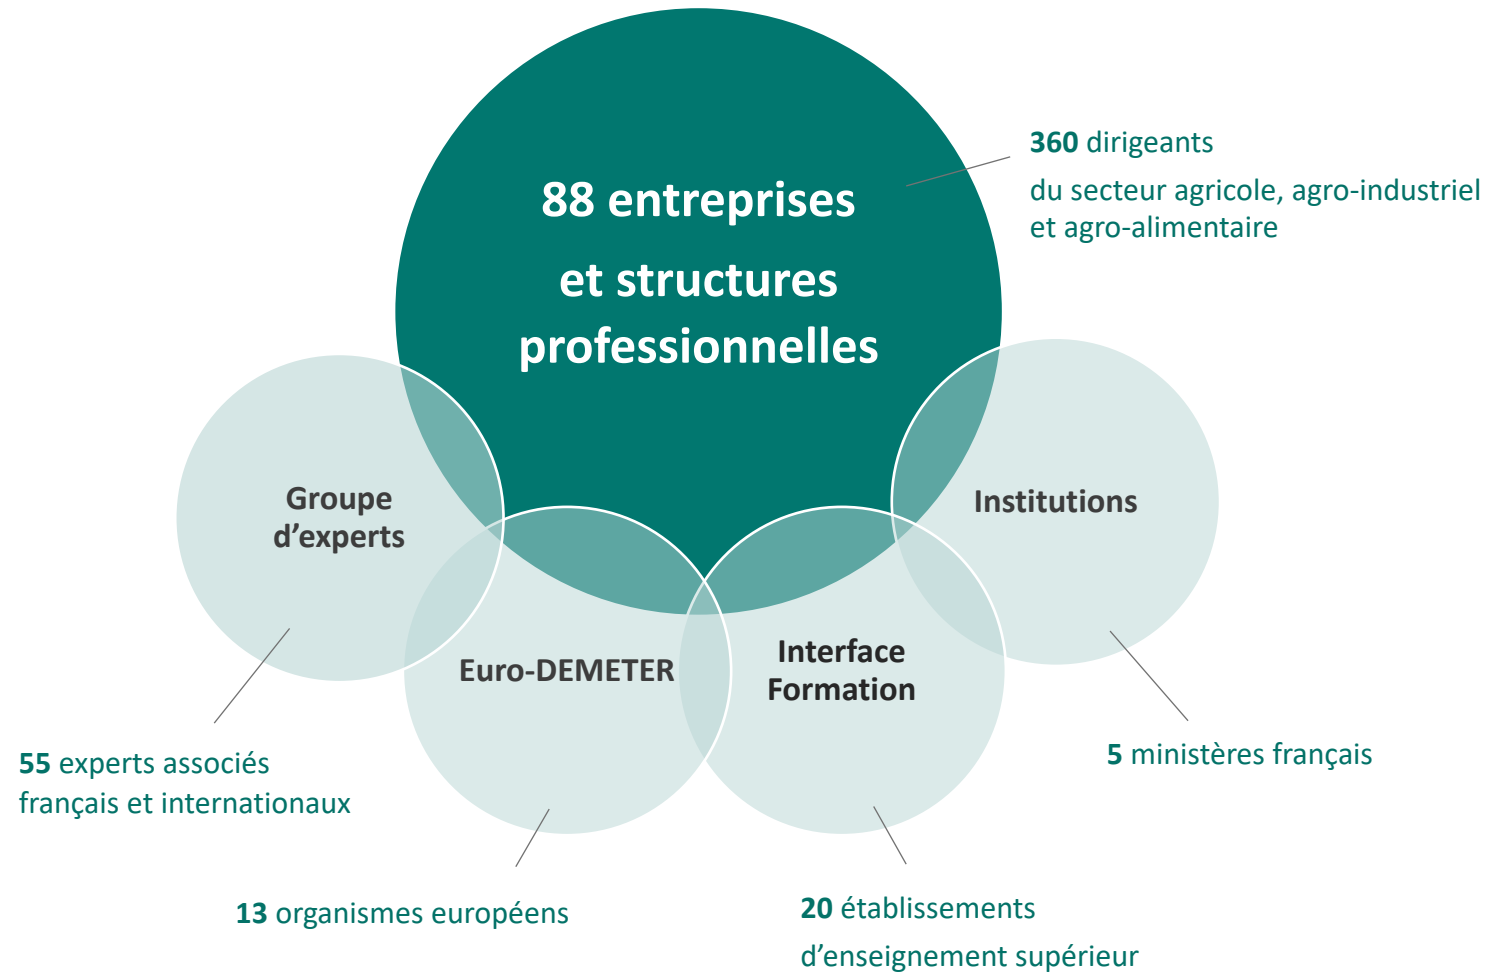 88 entreprises
et structures
professionnelles
360 dirigeants
du secteur agricole, agro-industriel
et agro-alimentaire
Groupe
d’experts
Euro-DEMETER
Interface
Formation
Institutions
55 experts associés
français et internationaux
13 organismes européens
20 établissements
d’enseignement supérieur
5 ministères français